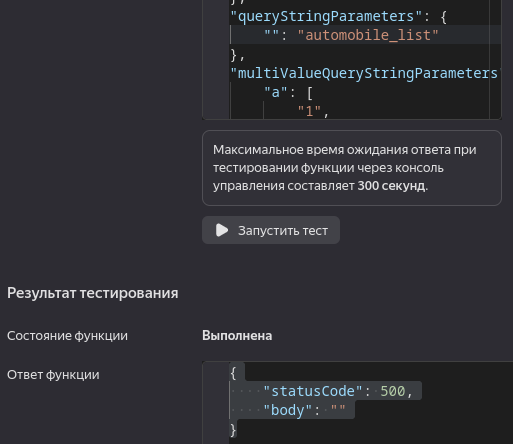 },
"queryStringParameters": {
"": "automobile_list"
},
"multiValueQueryStringParameters"
"a": [
"1",
Максимальное время ожидания ответа при
тестировании функции через консоль
управления составляет 300 секунд.
Запустить тест
Результат тестирования
Состояние функции Выполнена
Ответ функции {
"statusCode": 500,
"body": ""
}